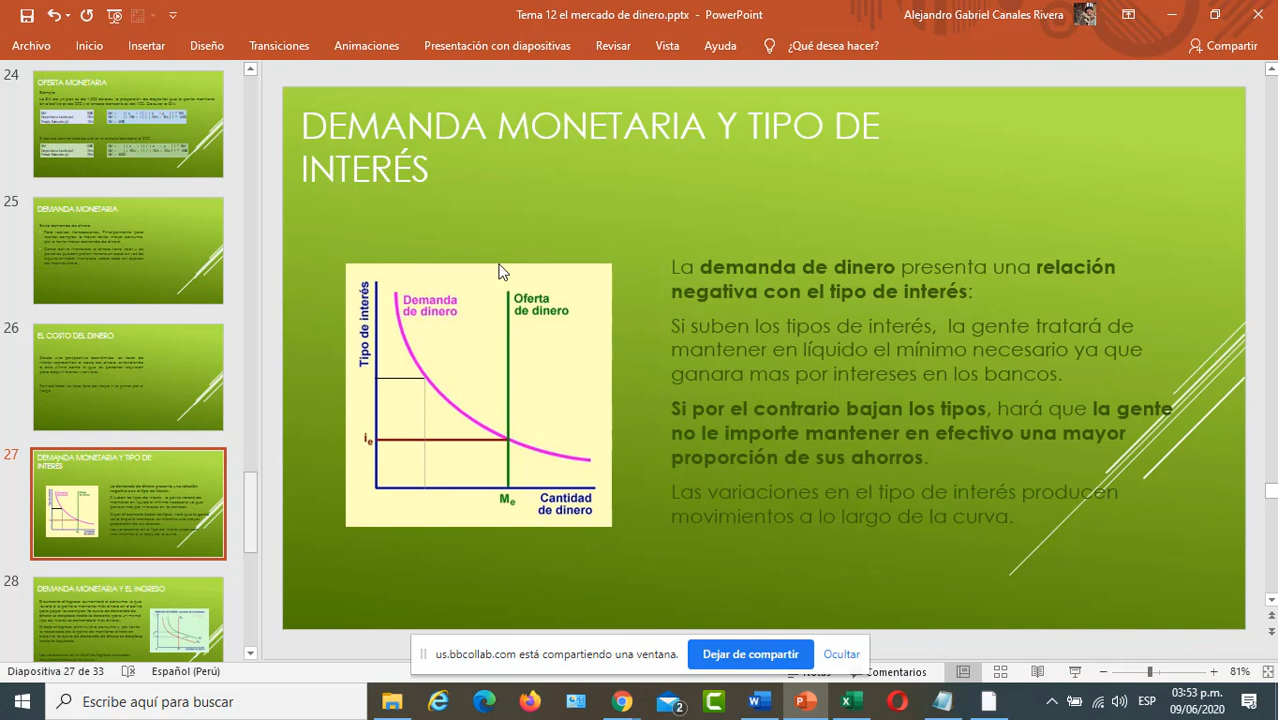 Tema 12 el mercado de dinero.pptx - PowerPoint
Alejandro Gabriel Canales Rivera
Archivo Inicio Insertar Diseño Transiciones Animaciones Presentación con diapositivas Revisar Vista Ayuda ¿Qué desea hacer? Compartir
24
OFERTA MONETARIA
25
DEMANDA MONETARIA
26
EL COSTO DEL DINERO
27
DEMANDA MONETARIA Y TIPO DE
INTERÉS
28
DEMANDA MONETARIA Y EL INGRESO
DEMANDA MONETARIA Y TIPO DE
INTERÉS
Tipo de interés
Demanda
de dinero
Oferta
de dinero
ie
Me
Cantidad
de dinero
La demanda de dinero presenta una relación
negativa con el tipo de interés:
Si suben los tipos de interés, la gente tratará de
mantener en líquido el mínimo necesario ya que
ganara mas por intereses en los bancos.
Si por el contrario bajan los tipos, hará que la gente
no le importe mantener en efectivo una mayor
proporción de sus ahorros.
Las variaciones en el tipo de interés producen
movimientos a lo largo de la curva.
us.bbcollab.com está compartiendo una ventana. Dejar de compartir Ocultar
Diapositiva 27 de 33 Español (Perú) Notas Comentarios 81%
Escribe aquí para buscar
2
ESP
03:53 p.m.
09/06/2020